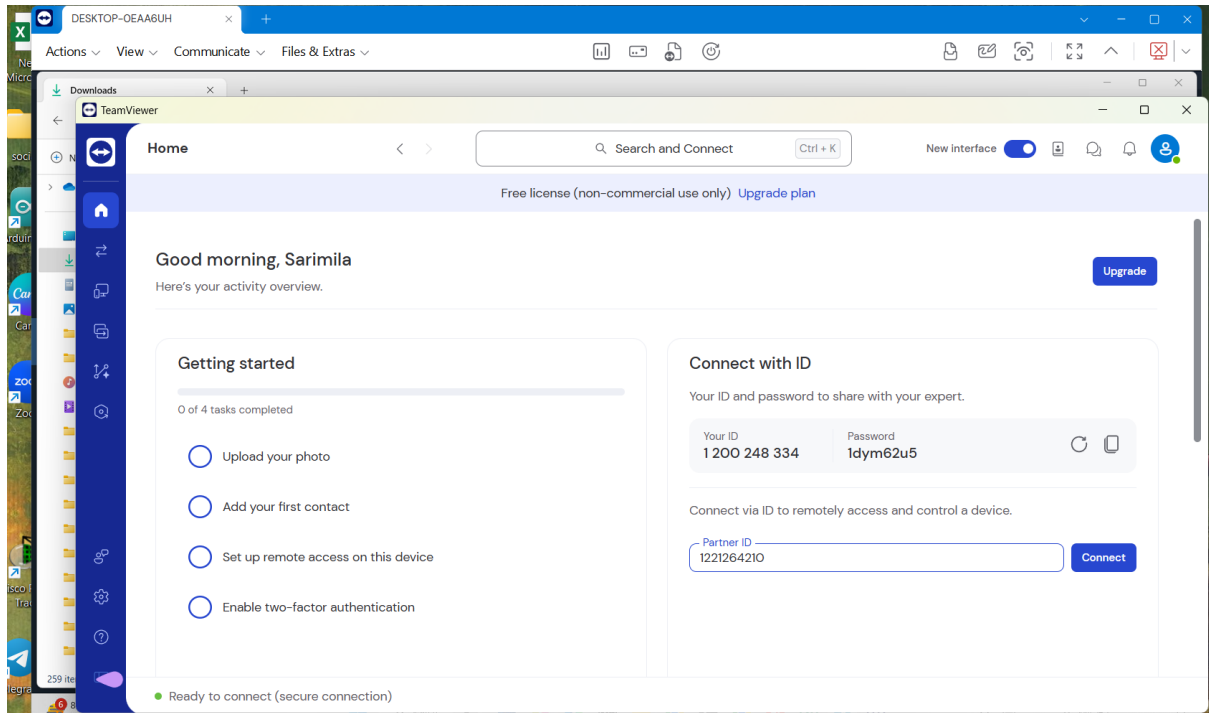 DESKTOP-0EAA6UH
Actions View Communicate Files & Extras
Downloads
TeamViewer
Home
Search and Connect
Ctrl + K
New interface
Free license (non-commercial use only) Upgrade plan
Good morning, Sarimila
Here's your activity overview.
Upgrade
Getting started
0 of 4 tasks completed
Upload your photo
Add your first contact
Set up remote access on this device
Enable two-factor authentication
Connect with ID
Your ID and password to share with your expert.
Your ID
1 200 248 334
Password
1dym62u5
Connect via ID to remotely access and control a device.
Partner ID
1221264210
Connect
259 ite
Ready to connect (secure connection)
6